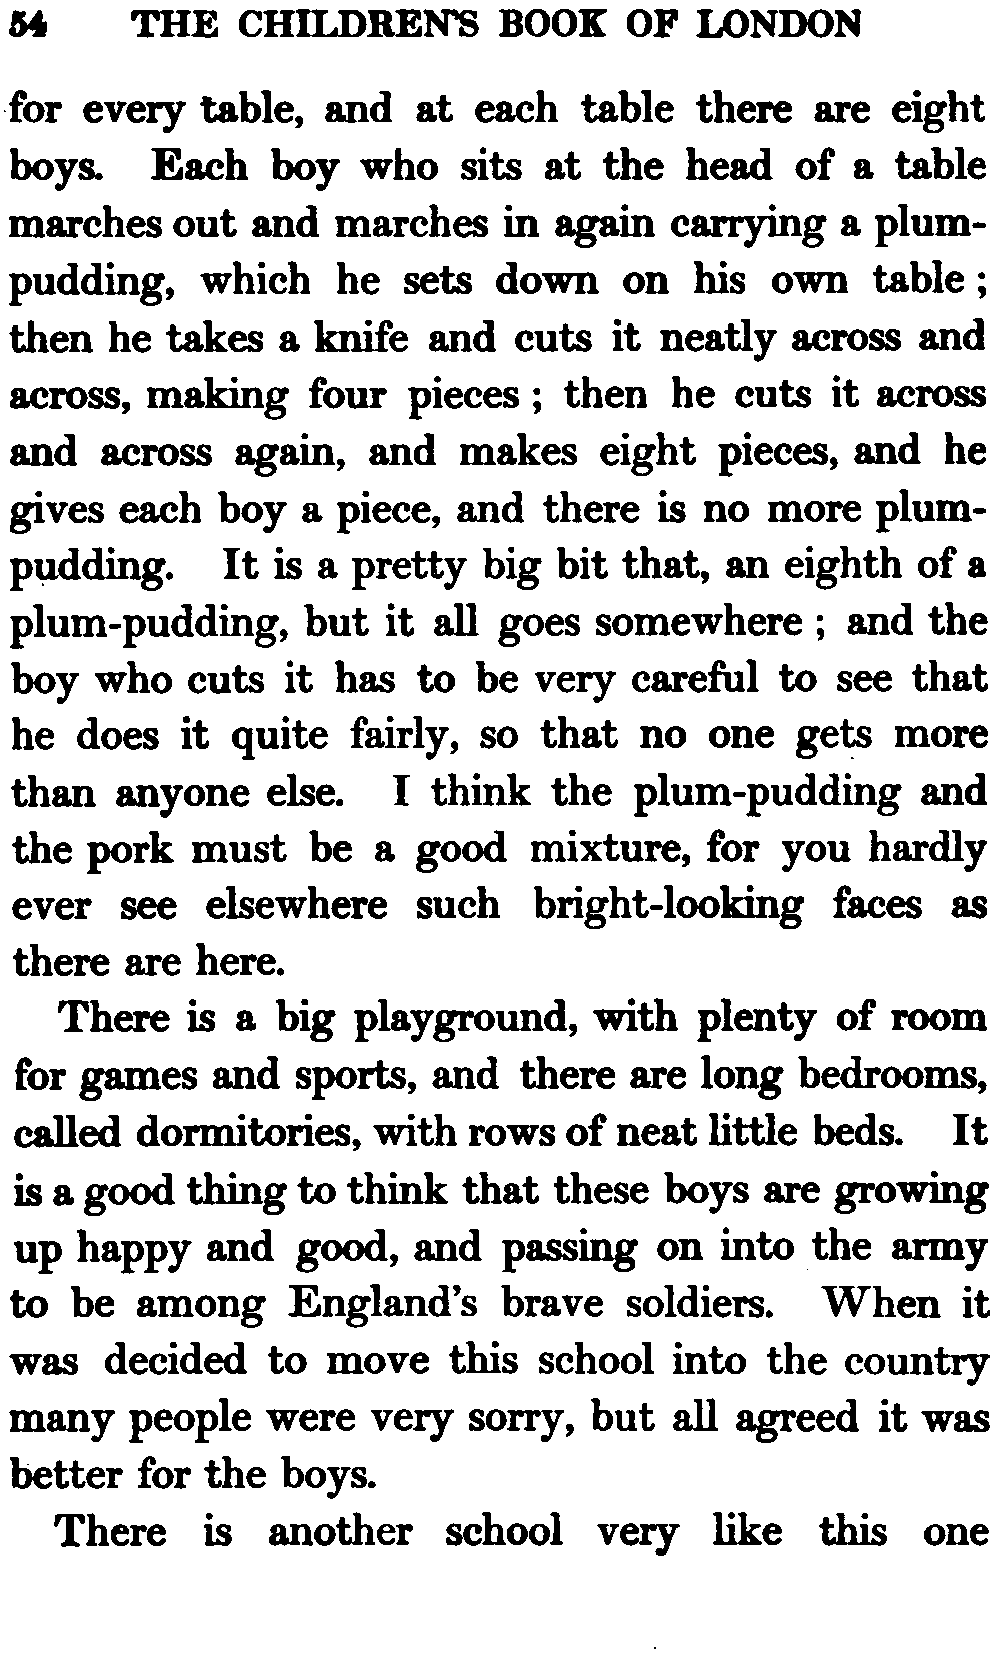 54 THE CHILDREN'S BOOK OF LONDON
for every table, and at each table there are eight
boys. Each boy who sits at the head of a table
marches out and marches in again carrying a plum-
pudding, which he sets down on his own table ;
then he takes a knife and cuts it neatly across and
across, making four pieces ; then he cuts it across
and across again, and makes eight pieces, and he
gives each boy a piece, and there is no more plum-
pudding. It is a pretty big bit that, an eighth of a
plum-pudding, but it all goes somewhere ; and the
boy who cuts it has to be very careful to see that
he does it quite fairly, so that no one gets more
than anyone else. I think the plum-pudding and
the pork must be a good mixture, for you hardly
ever see elsewhere such bright-looking faces as
there are here.
There is a big playground, with plenty of room
for games and sports, and there are long bedrooms,
called dormitories, with rows of neat little beds. It
is a good thing to think that these boys are growing
up happy and good, and passing on into the army
to be among England's brave soldiers. When it
was decided to move this school into the country
many people were very sorry, but all agreed it was
better for the boys.
There is another school very like this one